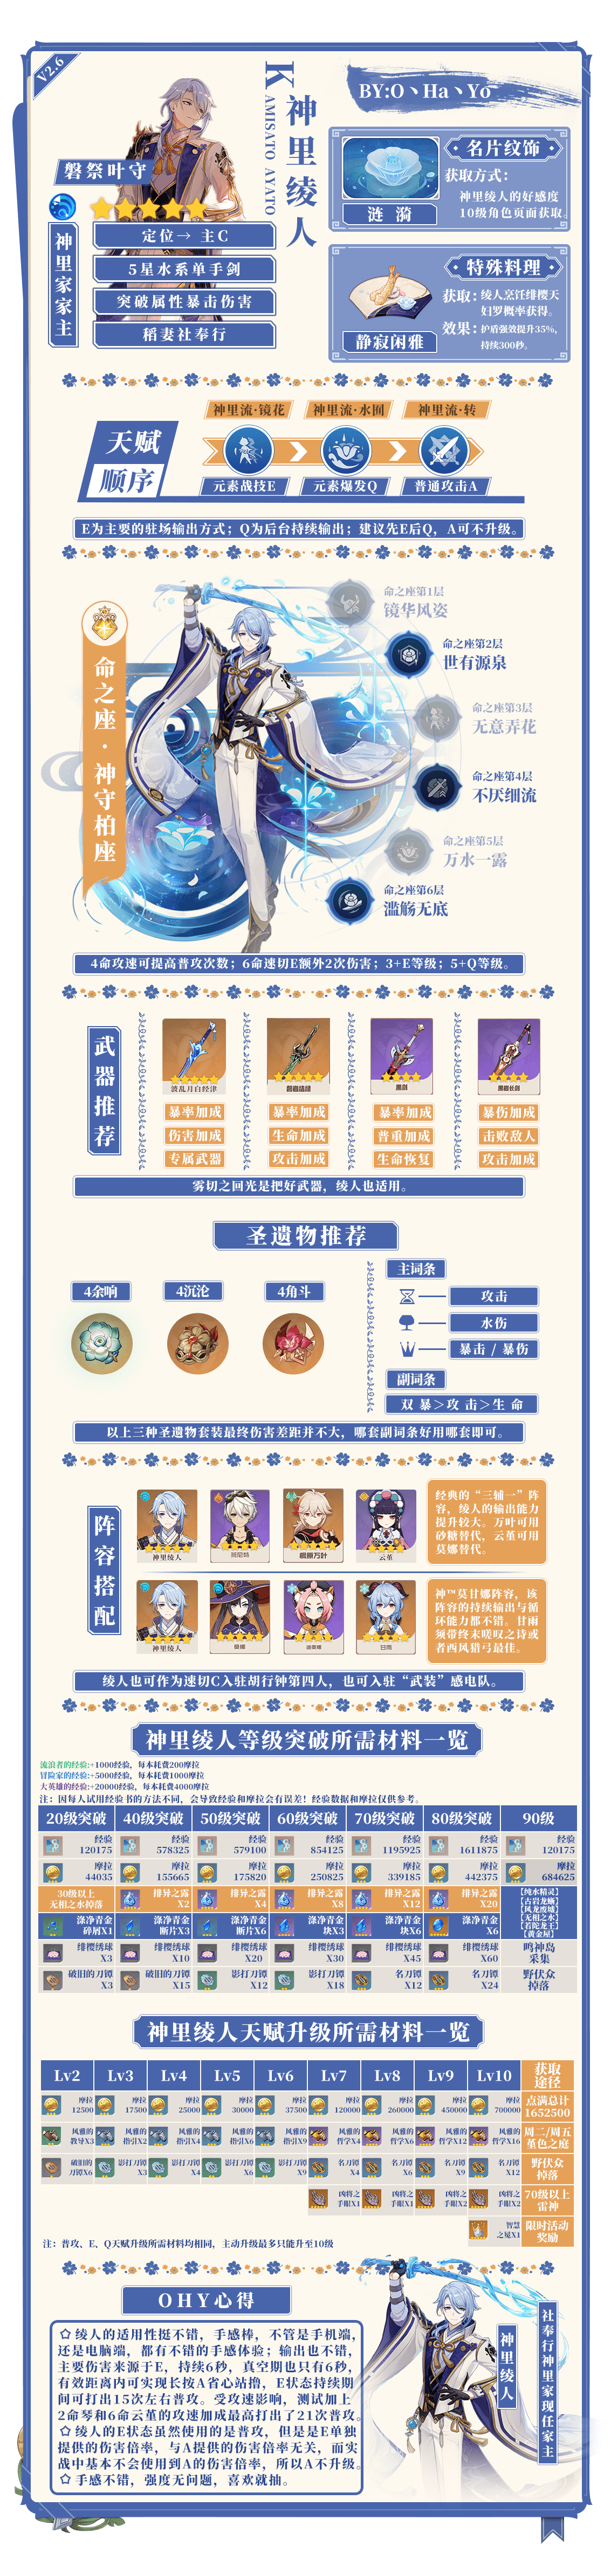 V2.6
BY:O丶Ha丶Yo
神里绫人
KAMISATO AYATO
磐祭叶守
神里家家主
定位→ 主C
5星水系单手剑
突破属性暴击伤害
稻妻社奉行
名片纹饰
获取方式：
神里绫人的好感度
10级角色页面获取。
涟 漪
特殊料理
获取：绫人烹饪绯樱天
妇罗概率获得。
效果：护盾强效提升35%，
持续300秒。
静寂闲雅
天赋
顺序
神里流·镜花
神里流·水囿
神里流·转
元素战技E
元素爆发Q
普通攻击A
E为主要的驻场输出方式；Q为后台持续输出；建议先E后Q，A可不升级。
命之座·神守柏座
命之座第1层
镜华风姿
命之座第2层
世有源泉
命之座第3层
无意弄花
命之座第4层
不厌细流
命之座第5层
万水一露
命之座第6层
滥觞无底
4命攻速可提高普攻次数；6命速切E额外2次伤害；3+E等级；5+Q等级。
武器推荐
波乱月白经津
磐岩结绿
黑剑
黑岩长剑
暴率加成
暴率加成
暴率加成
暴伤加成
伤害加成
生命加成
普重加成
击败敌人
专属武器
攻击加成
生命恢复
攻击加成
雾切之回光是把好武器，绫人也适用。
圣遗物推荐
4余响
4沉沦
4角斗
主词条
攻击
水伤
暴击 / 暴伤
副词条
双 暴＞攻 击＞生 命
以上三种圣遗物套装最终伤害差距并不大，哪套副词条好用哪套即可。
阵容搭配
神里绫人
班尼特
枫原万叶
云堇
经典的“三辅一”阵
容，绫人的输出能力
提升较大。万叶可用
砂糖替代，云堇可用
莫娜替代。
神里绫人
莫娜
迪奥娜
甘雨
神™莫甘娜阵容，该
阵容的持续输出与循
环能力都不错。甘雨
须带终末嗟叹之诗或
者西风猎弓最佳。
绫人也可作为速切C入驻胡行钟第四人，也可入驻“武装”感电队。
神里绫人等级突破所需材料一览
流浪者的经验:+1000经验，每本耗费200摩拉
冒险家的经验:+5000经验，每本耗费1000摩拉
大英雄的经验:+20000经验，每本耗费4000摩拉
注：因每人试用经验书的方法不同，会导致经验和摩拉会有误差！经验数据和摩拉仅供参考。
20级突破 40级突破 50级突破 60级突破 70级突破 80级突破 90级
经验 经验 经验 经验 经验 经验 经验
120175 578325 579100 854125 1195925 1611875 120175
摩拉 摩拉 摩拉 摩拉 摩拉 摩拉 摩拉
44035 155665 175820 250825 339185 442375 684625
30级以上 排异之露 排异之露 排异之露 排异之露 排异之露
无相之水掉落 X2 X4 X8 X12 X20
【纯水精灵】
【古岩龙蜥】
【风龙废墟】
【无相之水】
【若陀龙王】
【黄金屋】
涤净青金 涤净青金 涤净青金 涤净青金 涤净青金 涤净青金
碎屑X1 断片X3 断片X6 块X3 块X6 X6
绯樱绣球 绯樱绣球 绯樱绣球 绯樱绣球 绯樱绣球 绯樱绣球 鸣神岛
X3 X10 X20 X30 X45 X60 采集
破旧的刀镡 破旧的刀镡 影打刀镡 影打刀镡 名刀镡 名刀镡 野伏众
X3 X15 X12 X18 X12 X24 掉落
神里绫人天赋升级所需材料一览
Lv2 Lv3 Lv4 Lv5 Lv6 Lv7 Lv8 Lv9 Lv10 获取
途径
摩拉 摩拉 摩拉 摩拉 摩拉 摩拉 摩拉 摩拉 摩拉 点满总计
12500 17500 25000 30000 37500 120000 260000 450000 700000 1652500
风雅的 风雅的 风雅的 风雅的 风雅的 风雅的 风雅的 风雅的 风雅的 周二/周五
教导X3 指引X2 指引X4 指引X6 指引X9 哲学X4 哲学X6 哲学X12 哲学X16 堇色之庭
破旧的 影打刀镡 影打刀镡 影打刀镡 影打刀镡 名刀镡 名刀镡 名刀镡 名刀镡 野伏众
刀镡X6 X3 X4 X6 X9 X4 X6 X9 X12 掉落
凶将之 凶将之 凶将之 凶将之 70级以上
手眼X1 手眼X1 手眼X2 手眼X2 雷神
智慧 限时活动
之冕X1 奖励
注：普攻、E、Q天赋升级所需材料均相同，主动升级最多只能升至10级
OHY心得
☆绫人的适用性挺不错，手感棒，不管是手机端，
还是电脑端，都有不错的手感体验；输出也不错，
主要伤害来源于E，持续6秒，真空期也只有6秒，
有效距离内可实现长按A省心站撸，E状态持续期
间可打出15次左右普攻。受攻速影响，测试加上
2命琴和6命云堇的攻速加成最高打出了21次普攻。
☆绫人的E状态虽然使用的是普攻，但是是E单独
提供的伤害倍率，与A提供的伤害倍率无关，而实
战中基本不会使用到A的伤害倍率，所以A不升级。
☆手感不错，强度无问题，喜欢就抽。
神里绫人
社奉行神里家现任家主